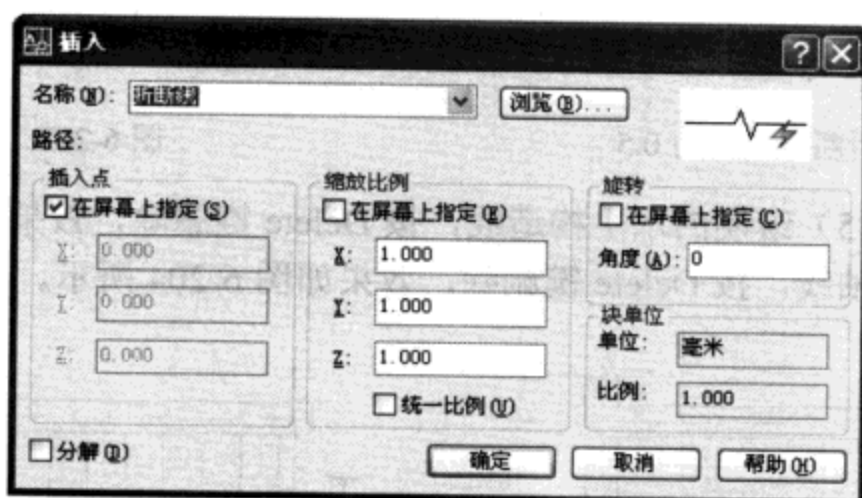 插入
名称(N): 折断线
浏览(B)...
路径:
插入点
在屏幕上指定(S)
X: 0.000
Y: 0.000
Z: 0.000
缩放比例
在屏幕上指定(E)
X: 1.000
Y: 1.000
Z: 1.000
统一比例(U)
旋转
在屏幕上指定(C)
角度(A): 0
块单位
单位: 毫米
比例: 1.000
分解(D)
确定
取消
帮助(H)